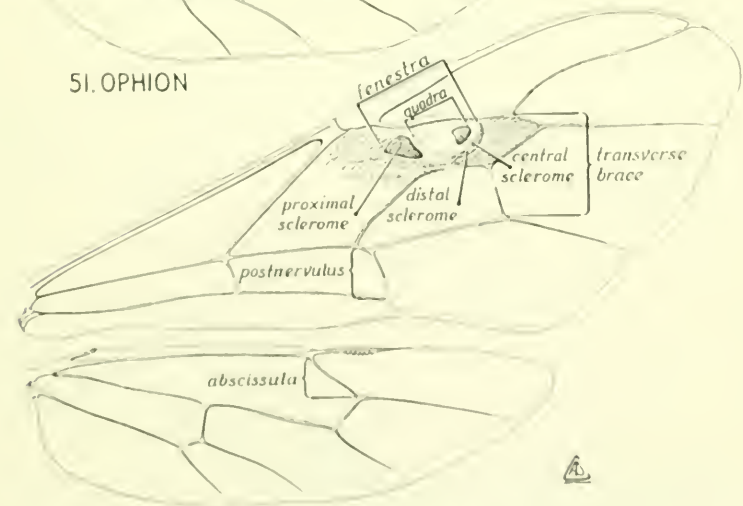 51. OPHION
fenestra
quadra
proximal
sclerome
distal
sclerome
central
sclerome
transverse
brace
postnervulus
abscissula